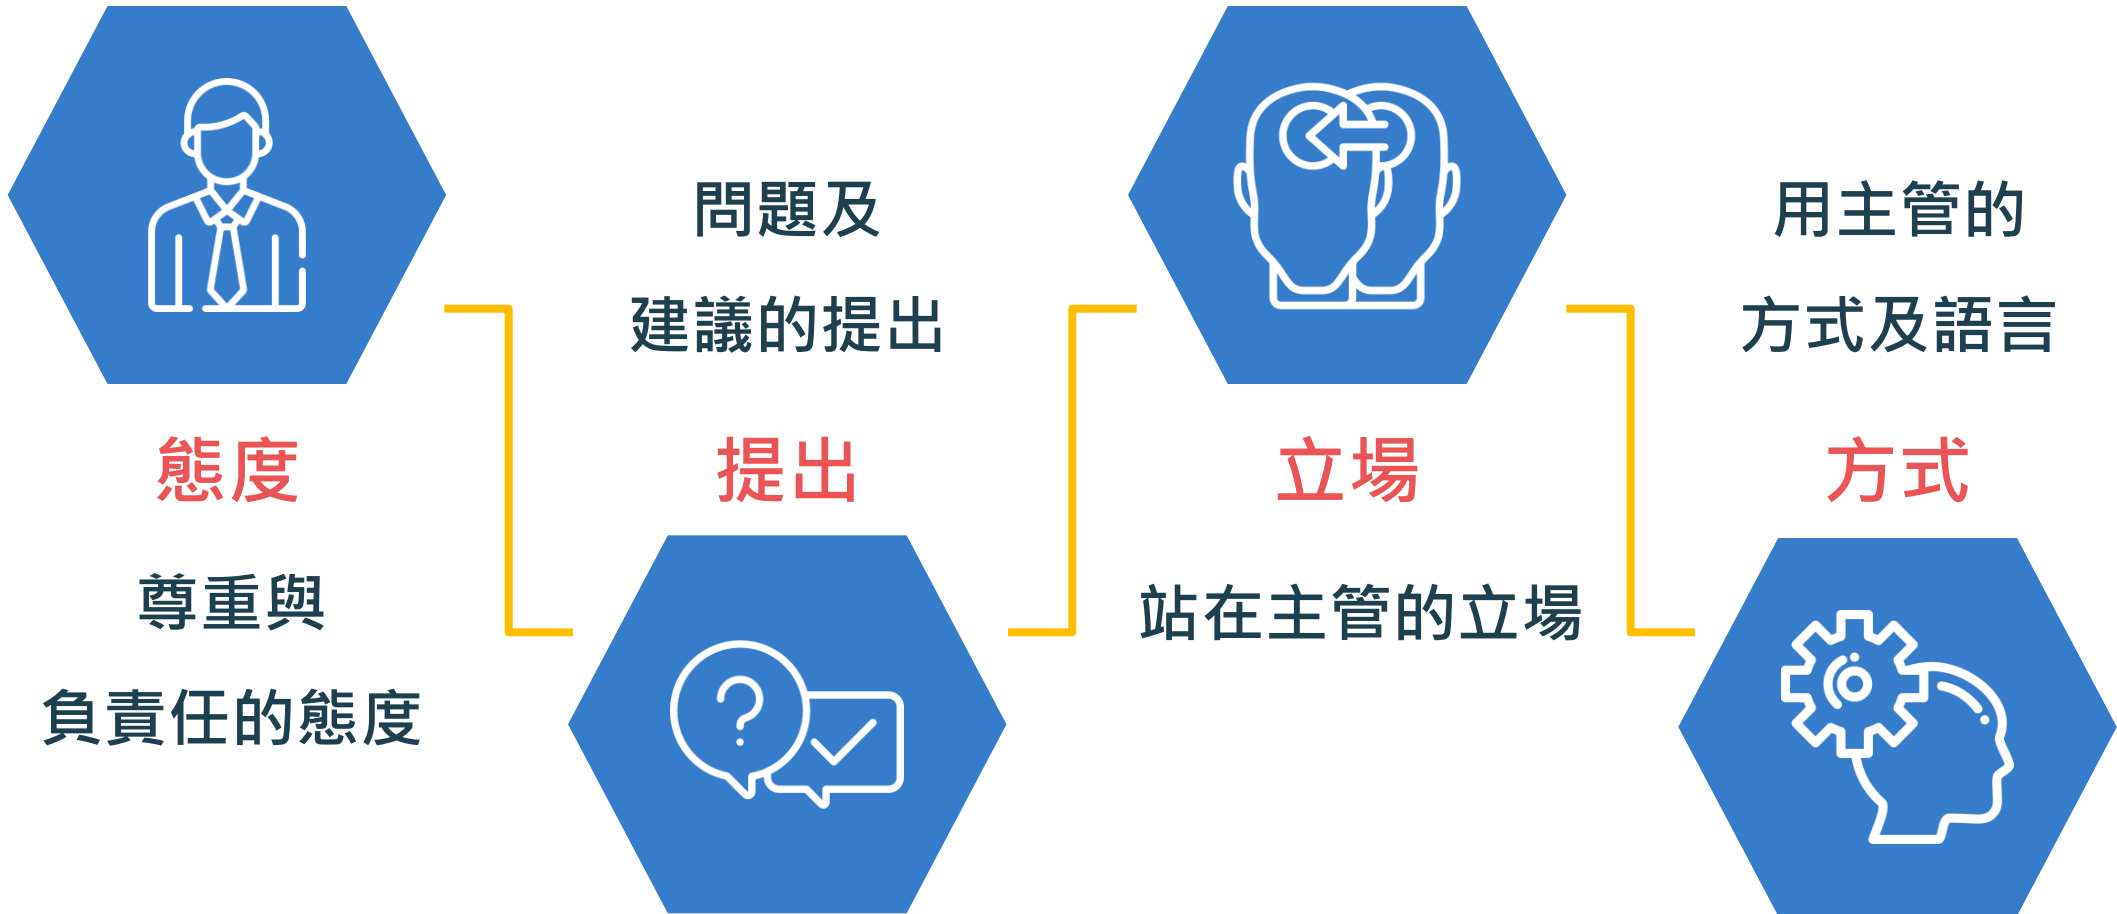 態度
尊重與
負責任的態度
問題及
建議的提出
提出
立場
站在主管的立場
用主管的
方式及語言
方式